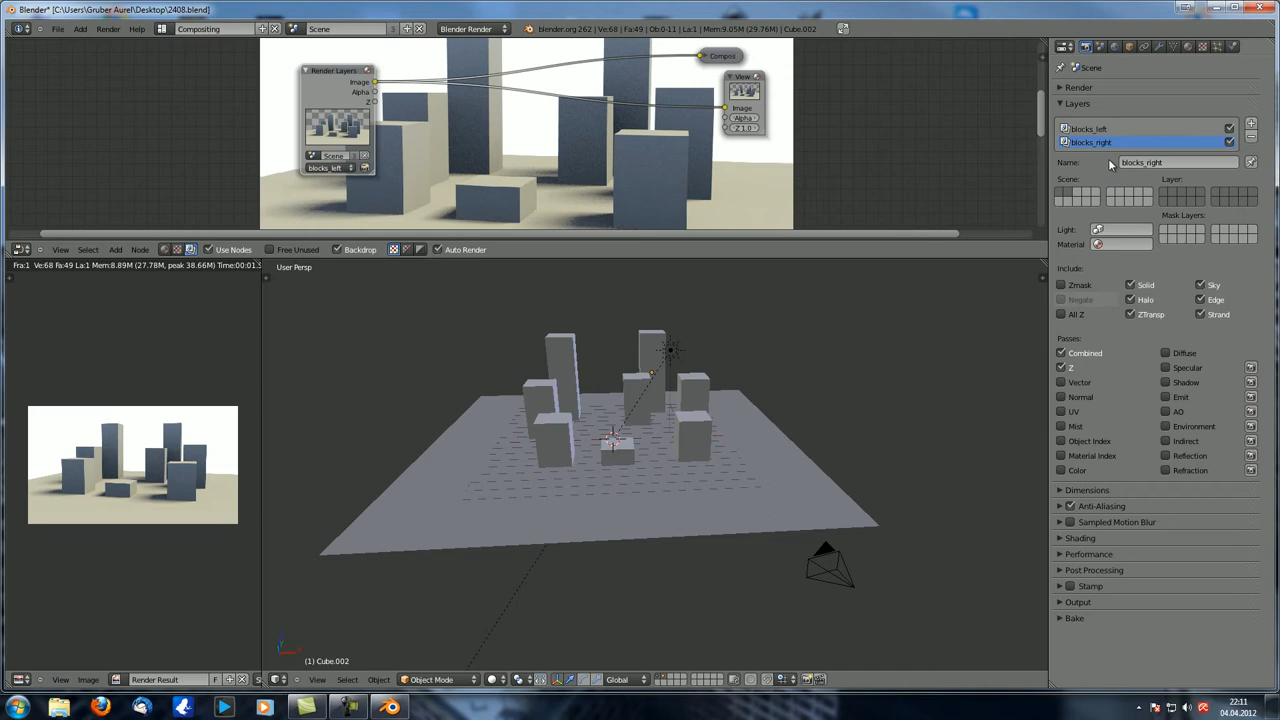 Blender* [C:\Users\Gruber Aurel\Desktop\2408.blend]
File Add Render Help Compositing Scene 3 Blender Render blender.org 262 | Ve:68 | Fa:49 | Ob:0-11 | La:1 | Mem:9.05M (29.76M) | Cube.002
Scene
Render
Layers
blocks_left
blocks_right
Name: blocks_right
Scene: Layer:
Mask Layers:
Light:
Material
Include:
Zmask Solid Sky
Negate Halo Edge
All Z ZTransp Strand
Passes:
Combined Diffuse
Z Specular
Vector Shadow
Normal Emit
UV AO
Mist Environment
Object Index Indirect
Material Index Reflection
Color Refraction
Dimensions
Anti-Aliasing
Sampled Motion Blur
Shading
Performance
Post Processing
Stamp
Output
Bake
Render Layers
Image
Alpha
Z
Scene 3
blocks_left
Compos
View
Image
Alpha
Z 1.0
View Select Add Node Use Nodes Free Unused Backdrop Auto Render
Fra:1 Ve:68 Fa:49 La:1 Mem:8.89M (27.78M, peak 38.66M) Time:00:01.
User Persp
(1) Cube.002
View Image Render Result F
View Select Object Object Mode Global
22:11
04.04.2012